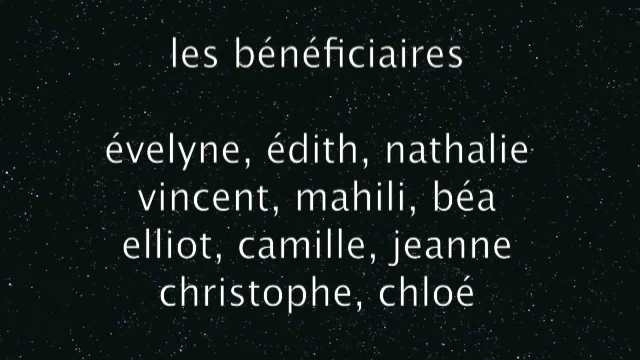 les bénéficiaires
évelyne, édith, nathalie
vincent, mahili, béa
elliot, camille, jeanne
christophe, chloé